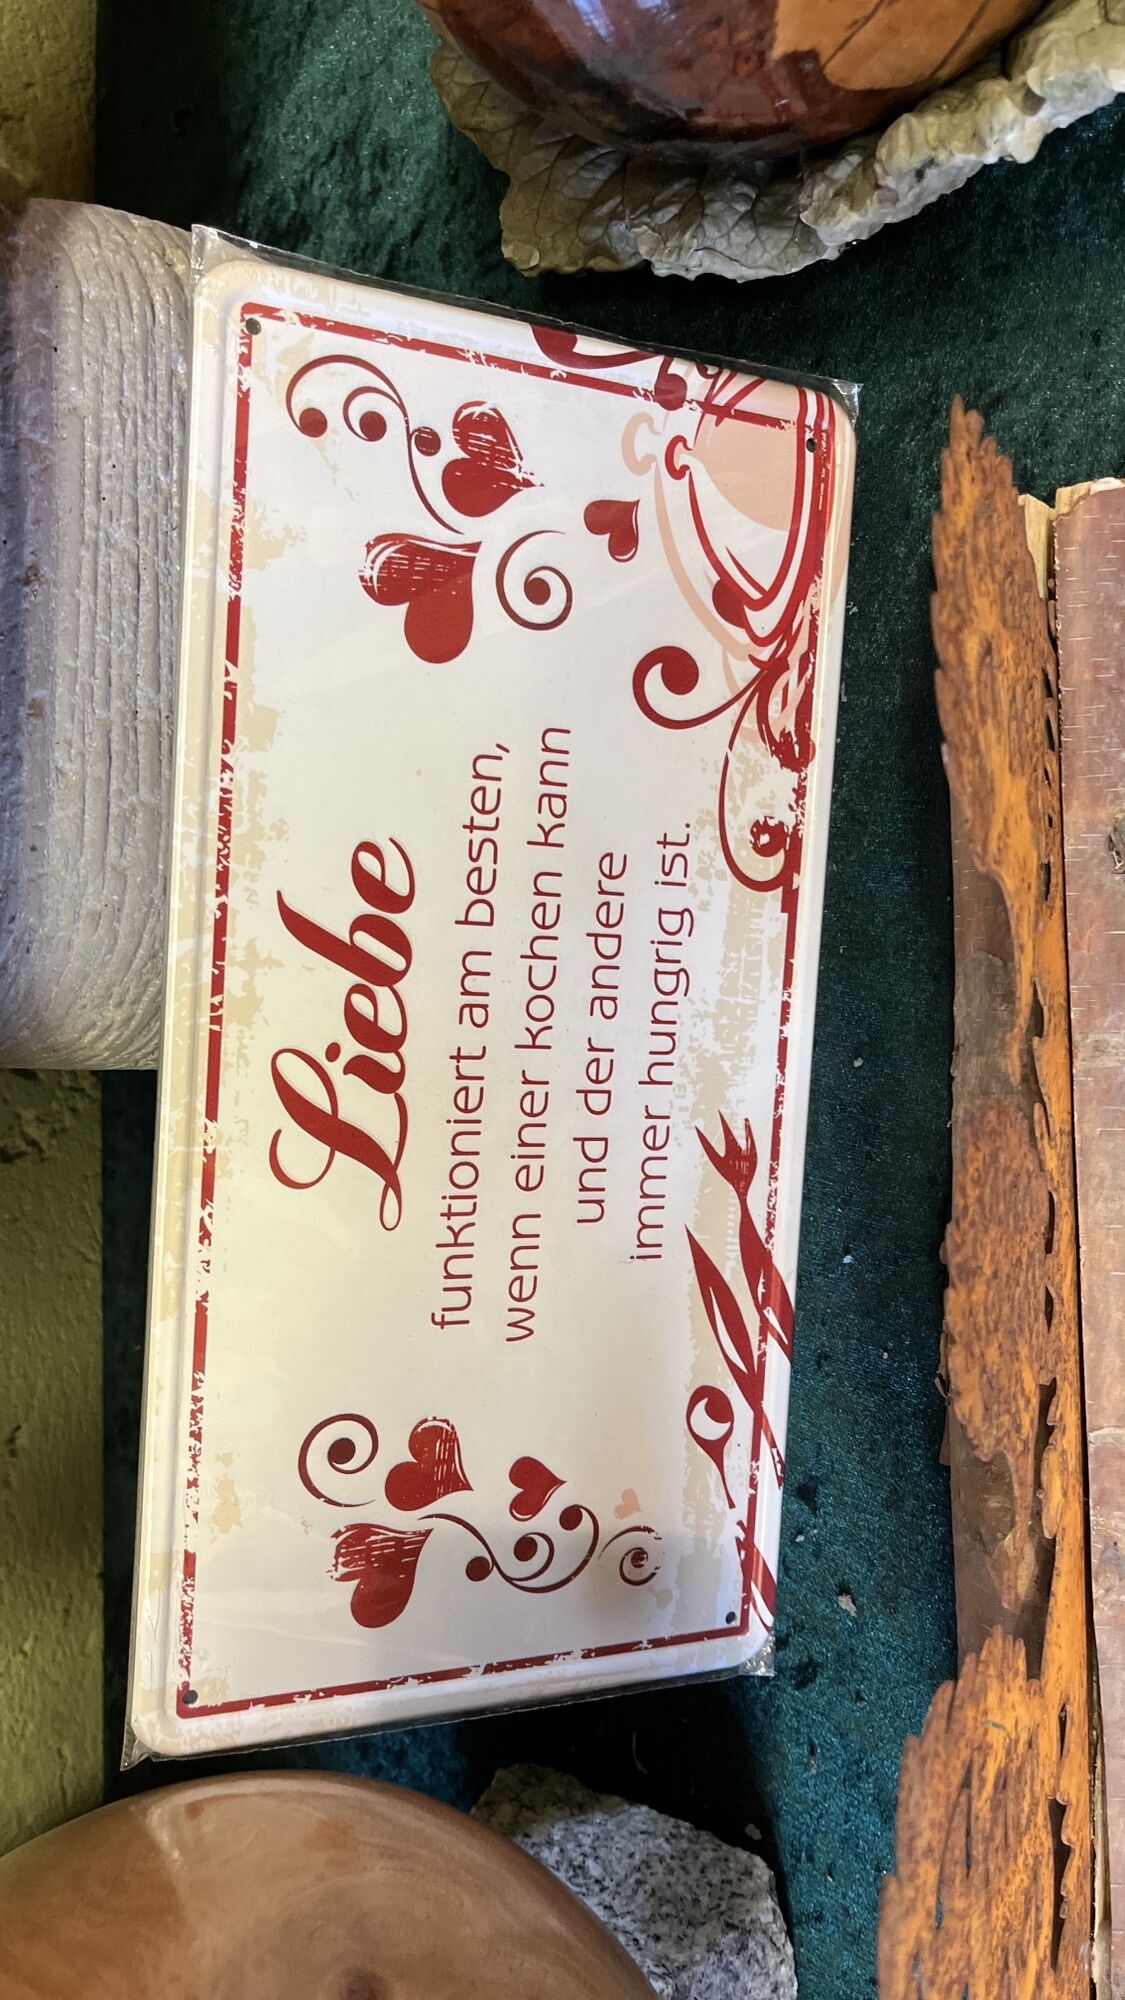 Liebe
funktioniert am besten,
wenn einer kochen kann
und der andere
immer hungrig ist.